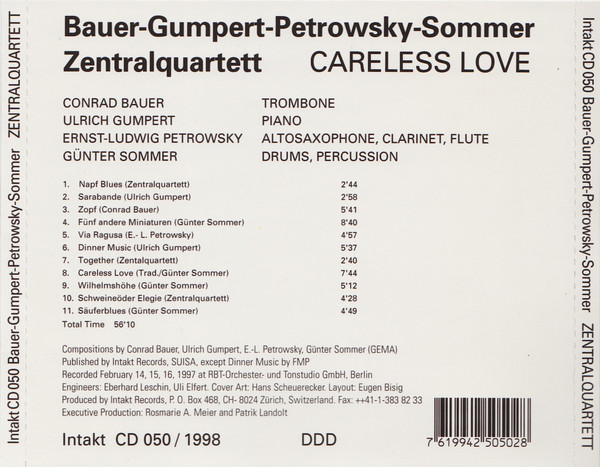 Intakt CD 050 Bauer-Gumpert-Petrowsky-Sommer ZENTRALQUARTETT
Bauer-Gumpert-Petrowsky-Sommer
Zentralquartett CARELESS LOVE
CONRAD BAUER TROMBONE
ULRICH GUMPERT PIANO
ERNST-LUDWIG PETROWSKY ALTOSAXOPHONE, CLARINET, FLUTE
GÜNTER SOMMER DRUMS, PERCUSSION
1. Napf Blues (Zentralquartett) 2'44
2. Sarabande (Ulrich Gumpert) 2'58
3. Zopf (Conrad Bauer) 5'41
4. Fünf andere Miniaturen (Günter Sommer) 8'40
5. Via Ragusa (E.- L. Petrowsky) 4'57
6. Dinner Music (Ulrich Gumpert) 5'37
7. Together (Zentalquartett) 2'40
8. Careless Love (Trad./Günter Sommer) 7'44
9. Wilhelmshöhe (Günter Sommer) 5'12
10. Schweineöder Elegie (Zentralquartett) 4'28
11. Säuferblues (Günter Sommer) 4'49
Total Time 56'10
Compositions by Conrad Bauer, Ulrich Gumpert, E.-L. Petrowsky, Günter Sommer (GEMA)
Published by Intakt Records, SUISA, except Dinner Music by FMP
Recorded February 14, 15, 16, 1997 at RBT-Orchester- und Tonstudio GmbH, Berlin
Engineers: Eberhard Leschin, Uli Elfert. Cover Art: Hans Scheuerecker. Layout: Eugen Bisig
Produced by Intakt Records, P. O. Box 468, CH- 8024 Zürich, Switzerland. Fax: ++41-1-383 82 33
Executive Production: Rosmarie A. Meier and Patrik Landolt
Intakt CD 050 / 1998 DDD
7 619942 505028
Intakt CD 050 Bauer-Gumpert-Petrowsky-Sommer ZENTRALQUARTETT